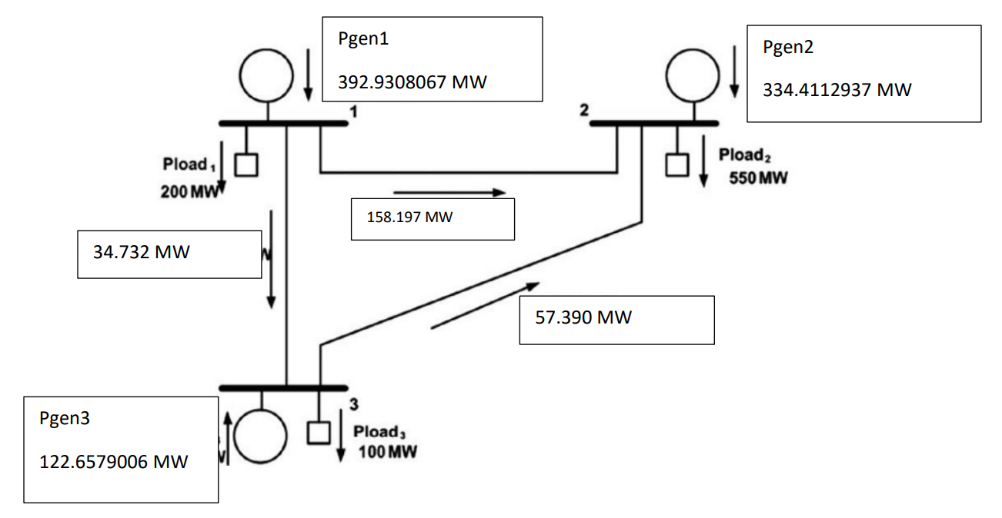 Pgen1
392.9308067 MW
Pgen2
334.4112937 MW
1
2
Pload₁
200 MW
Pload₂
550 MW
158.197 MW
34.732 MW
57.390 MW
3
Pgen3
122.6579006 MW
Pload₃
100 MW